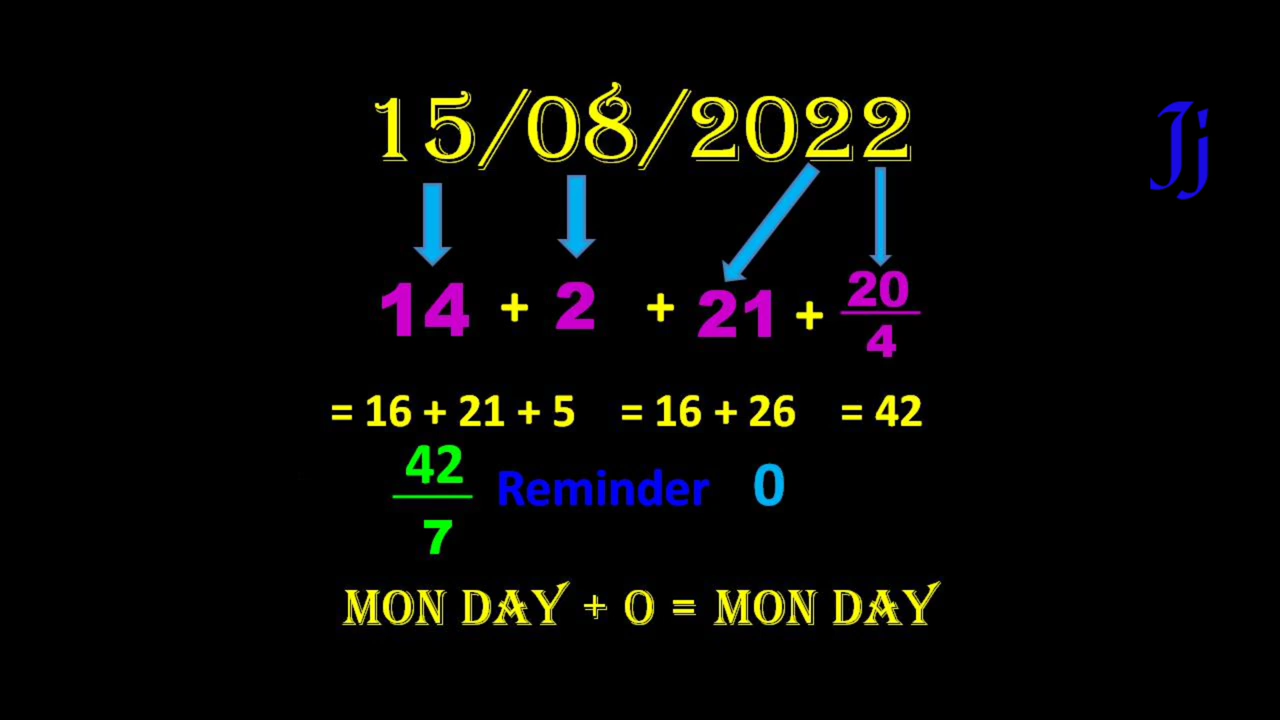 15/08/2022
Jj
14 + 2 + 21 + 20/4
= 16 + 21 + 5 = 16 + 26 = 42
42/7 Reminder 0
MON DAY + 0 = MON DAY